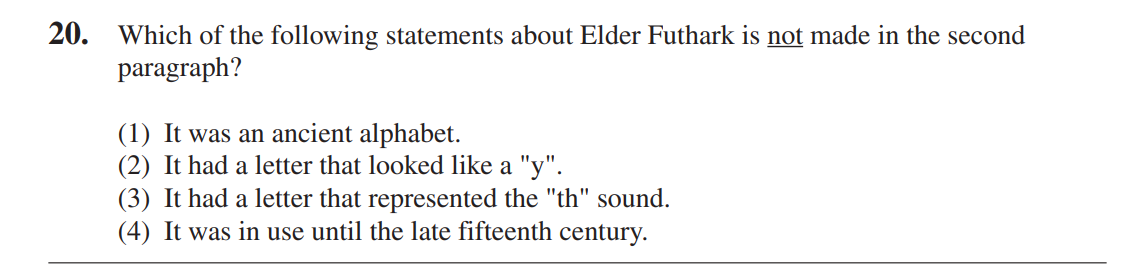 20. Which of the following statements about Elder Futhark is not made in the second
paragraph?
(1) It was an ancient alphabet.
(2) It had a letter that looked like a "y".
(3) It had a letter that represented the "th" sound.
(4) It was in use until the late fifteenth century.